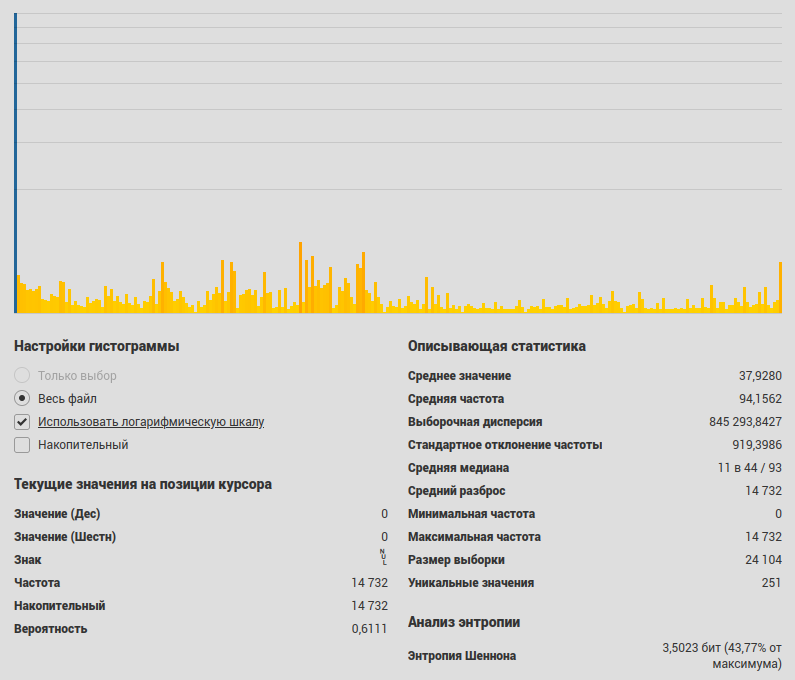 Настройки гистограммы
Только выбор
Весь файл
Использовать логарифмическую шкалу
Накопительный
Текущие значения на позиции курсора
Значение (Дес) 0
Значение (Шестн) 0
Знак NUL
Частота 14 732
Накопительный 14 732
Вероятность 0,6111
Описывающая статистика
Среднее значение 37,9280
Средняя частота 94,1562
Выборочная дисперсия 845 293,8427
Стандартное отклонение частоты 919,3986
Средняя медиана 11 в 44 / 93
Средний разброс 14 732
Минимальная частота 0
Максимальная частота 14 732
Размер выборки 24 104
Уникальные значения 251
Анализ энтропии
Энтропия Шеннона 3,5023 бит (43,77% от
максимума)